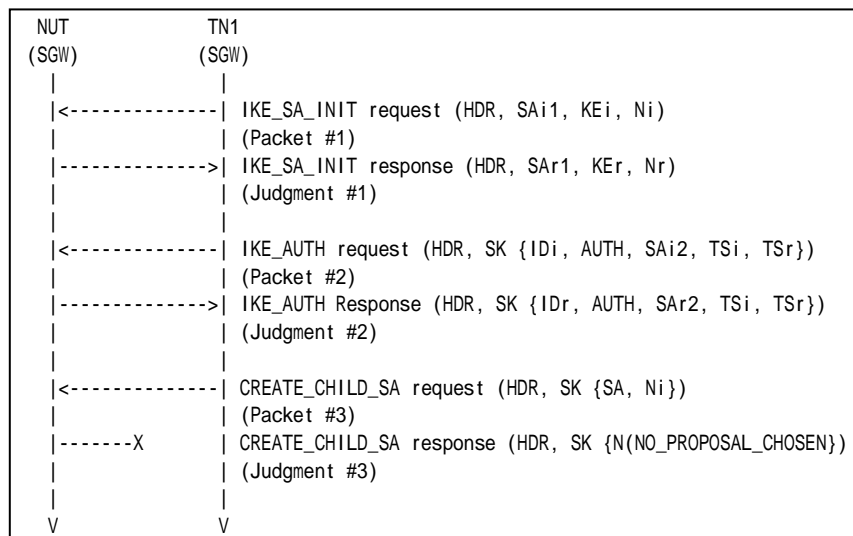 NUT TN1
(SGW) (SGW)
| |
|<--------------| IKE_SA_INIT request (HDR, SAi1, KEi, Ni)
| | (Packet #1)
|-------------->| IKE_SA_INIT response (HDR, SAr1, KEr, Nr)
| | (Judgment #1)
| |
|<--------------| IKE_AUTH request (HDR, SK {IDi, AUTH, SAi2, TSi, TSr})
| | (Packet #2)
|-------------->| IKE_AUTH Response (HDR, SK {IDr, AUTH, SAr2, TSi, TSr})
| | (Judgment #2)
| |
|<--------------| CREATE_CHILD_SA request (HDR, SK {SA, Ni})
| | (Packet #3)
|-------X | CREATE_CHILD_SA response (HDR, SK {N(NO_PROPOSAL_CHOSEN})
| | (Judgment #3)
| |
V V